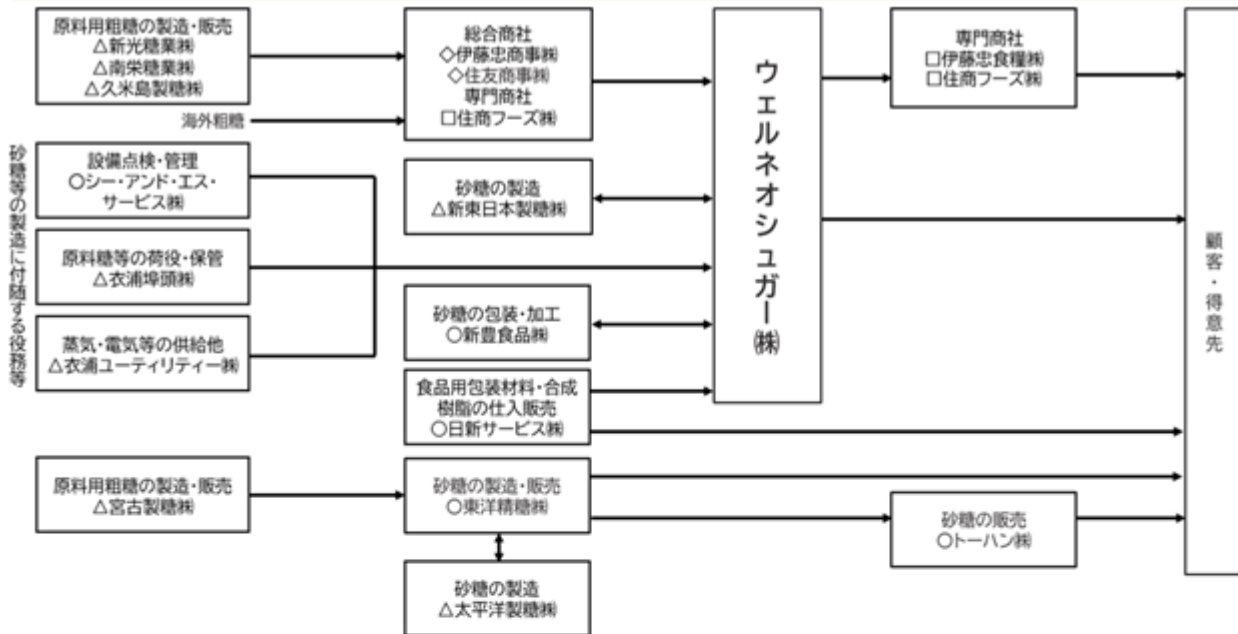 原料用粗糖の製造・販売
△新光糖業㈱
△南栄糖業㈱
△久米島製糖㈱
海外粗糖
総合商社
◇伊藤忠商事㈱
◇住友商事㈱
専門商社
□住商フーズ㈱
ウェルネオシュガー㈱
専門商社
□伊藤忠食糧㈱
□住商フーズ㈱
顧客・得意先
砂糖等の製造に付随する役務等
設備点検・管理
○シー・アンド・エス・
サービス㈱
原料糖等の荷役・保管
△衣浦埠頭㈱
蒸気・電気等の供給他
△衣浦ユーティリティー㈱
砂糖の製造
△新東日本製糖㈱
砂糖の包装・加工
○新豊食品㈱
食品用包装材料・合成
樹脂の仕入販売
○日新サービス㈱
原料用粗糖の製造・販売
△宮古製糖㈱
砂糖の製造・販売
○東洋精糖㈱
砂糖の販売
○トーハン㈱
砂糖の製造
△太平洋製糖㈱